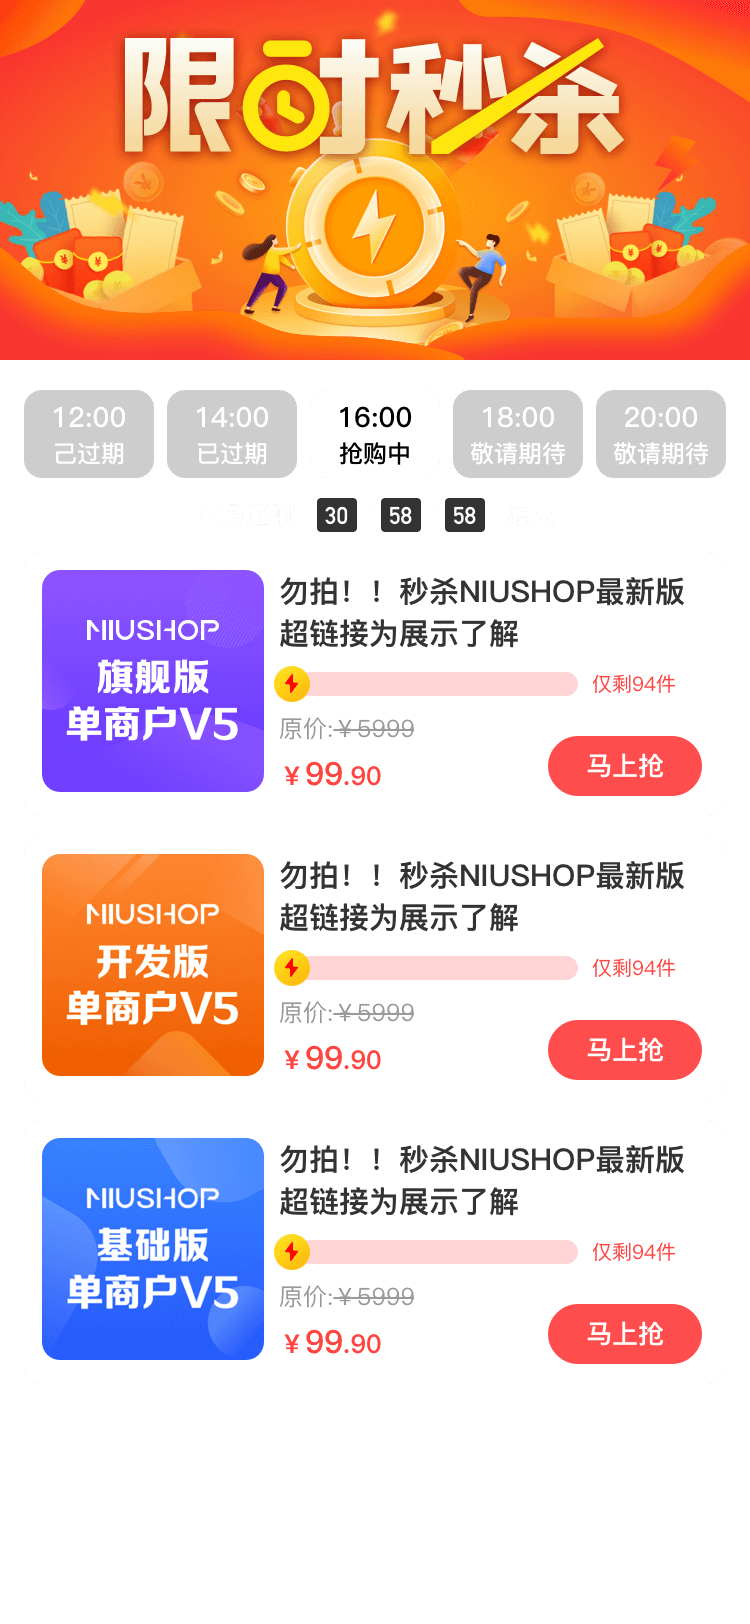 限时秒杀
12:00 14:00 16:00 18:00 20:00
己过期 已过期 抢购中 敬请期待 敬请期待
30 58 58
NIUSHOP
旗舰版
单商户V5
勿拍！！秒杀NIUSHOP最新版
超链接为展示了解
仅剩94件
原价:￥5999
￥99.90
马上抢
NIUSHOP
开发版
单商户V5
勿拍！！秒杀NIUSHOP最新版
超链接为展示了解
仅剩94件
原价:￥5999
￥99.90
马上抢
NIUSHOP
基础版
单商户V5
勿拍！！秒杀NIUSHOP最新版
超链接为展示了解
仅剩94件
原价:￥5999
￥99.90
马上抢